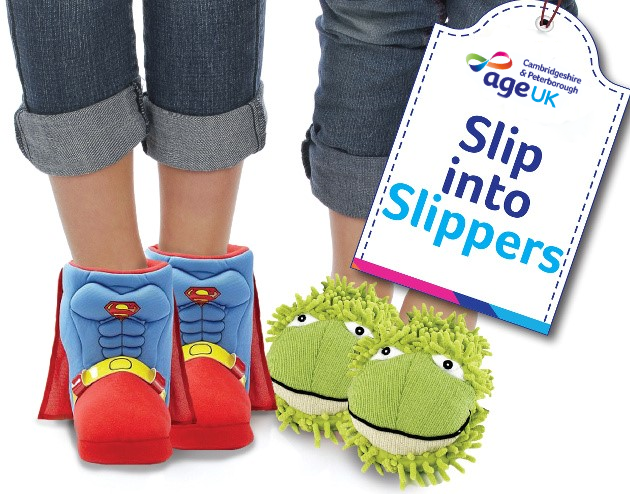 Cambridgeshire
& Peterborough
age UK
Slip
into
Slippers